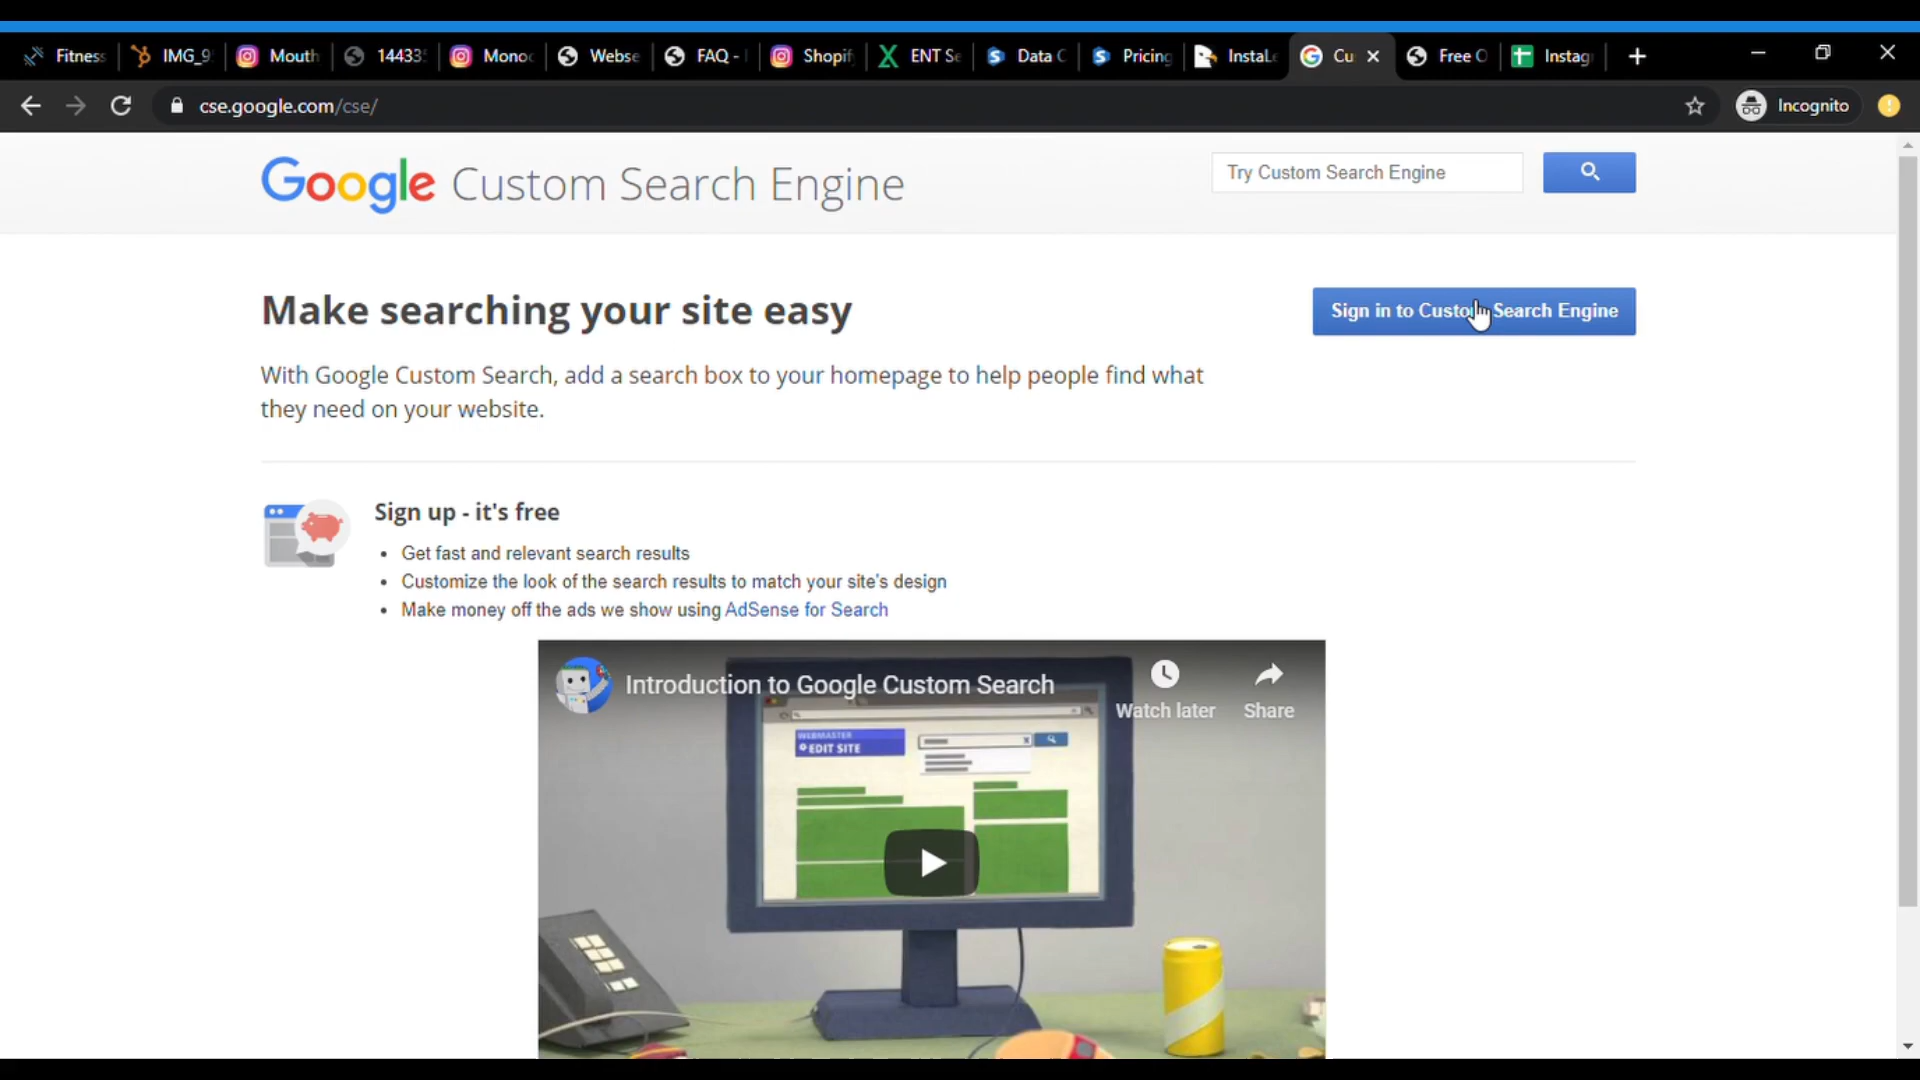 Fitness IMG_9 Mouth 14433 Monoc Webse FAQ - Shopif ENT Se Data C Pricing InstaLe Cu Free O Instag
cse.google.com/cse/ Incognito
Google Custom Search Engine
Try Custom Search Engine
Make searching your site easy
Sign in to Custom Search Engine
With Google Custom Search, add a search box to your homepage to help people find what
they need on your website.
Sign up - it's free
• Get fast and relevant search results
• Customize the look of the search results to match your site's design
• Make money off the ads we show using AdSense for Search
Introduction to Google Custom Search
Watch later
Share
WEBMASTER
EDIT SITE